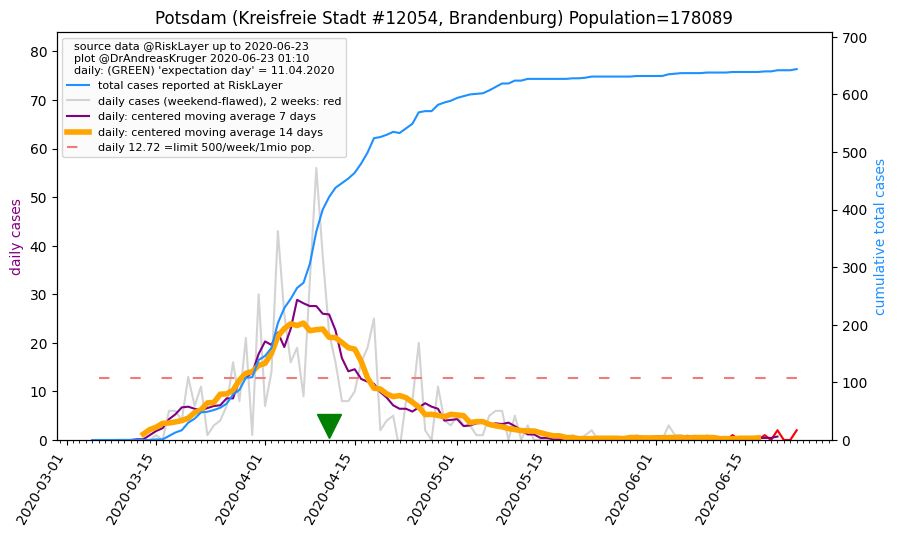 Potsdam (Kreisfreie Stadt #12054, Brandenburg) Population=178089
source data @RiskLayer up to 2020-06-23
plot @DrAndreasKruger 2020-06-23 01:10
daily: (GREEN) 'expectation day' = 11.04.2020
total cases reported at RiskLayer
daily cases (weekend-flawed), 2 weeks: red
daily: centered moving average 7 days
daily: centered moving average 14 days
daily 12.72 =limit 500/week/1mio pop.
daily cases
80
70
60
50
40
30
20
10
0
cumulative total cases
700
600
500
400
300
200
100
0
2020-03-01
2020-03-15
2020-04-01
2020-04-15
2020-05-01
2020-05-15
2020-06-01
2020-06-15